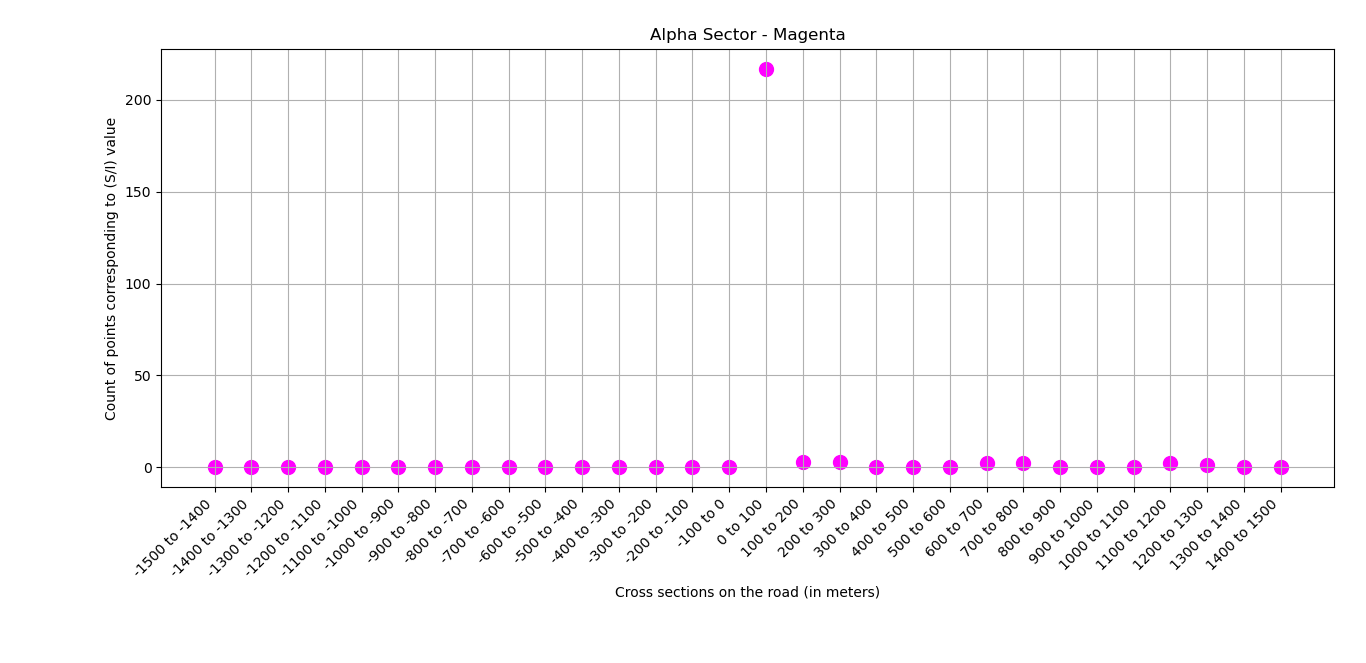 Alpha Sector - Magenta
Count of points corresponding to (S/I) value
200
150
100
50
0
-1500 to -1400
-1400 to -1300
-1300 to -1200
-1200 to -1100
-1100 to -1000
-1000 to -900
-900 to -800
-800 to -700
-700 to -600
-600 to -500
-500 to -400
-400 to -300
-300 to -200
-200 to -100
-100 to 0
0 to 100
100 to 200
200 to 300
300 to 400
400 to 500
500 to 600
600 to 700
700 to 800
800 to 900
900 to 1000
1000 to 1100
1100 to 1200
1200 to 1300
1300 to 1400
1400 to 1500
Cross sections on the road (in meters)